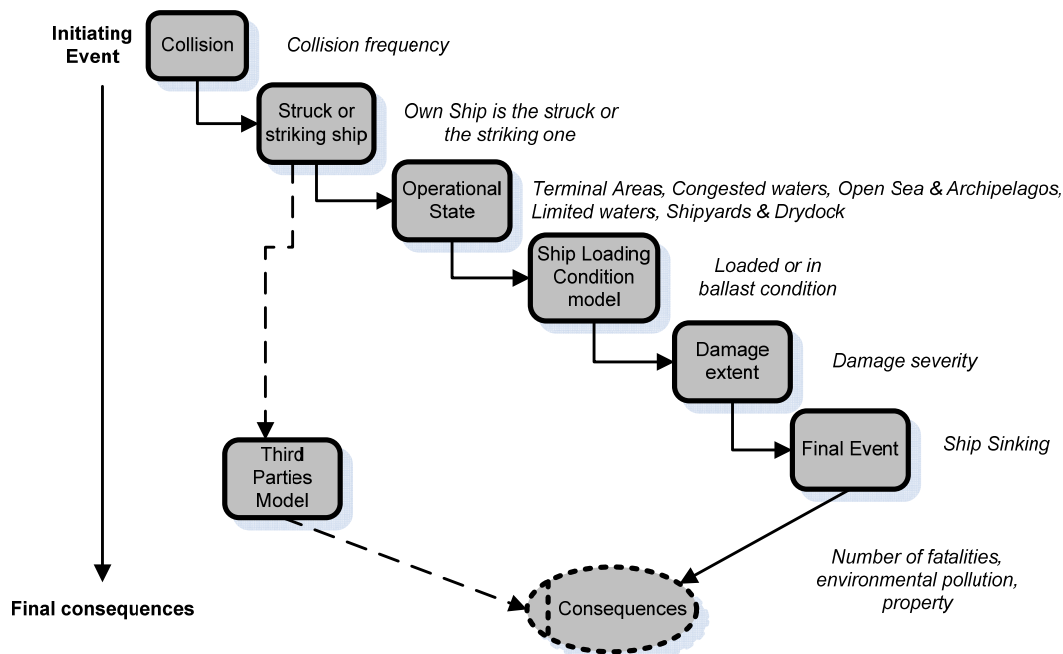 Initiating
Event
Collision
Collision frequency
Struck or
striking ship
Own Ship is the struck or
the striking one
Operational
State
Terminal Areas, Congested waters, Open Sea & Archipelagos,
Limited waters, Shipyards & Drydock
Ship Loading
Condition
model
Loaded or in
ballast condition
Damage
extent
Damage severity
Final Event
Ship Sinking
Third
Parties
Model
Number of fatalities,
environmental pollution,
property
Final consequences
Consequences